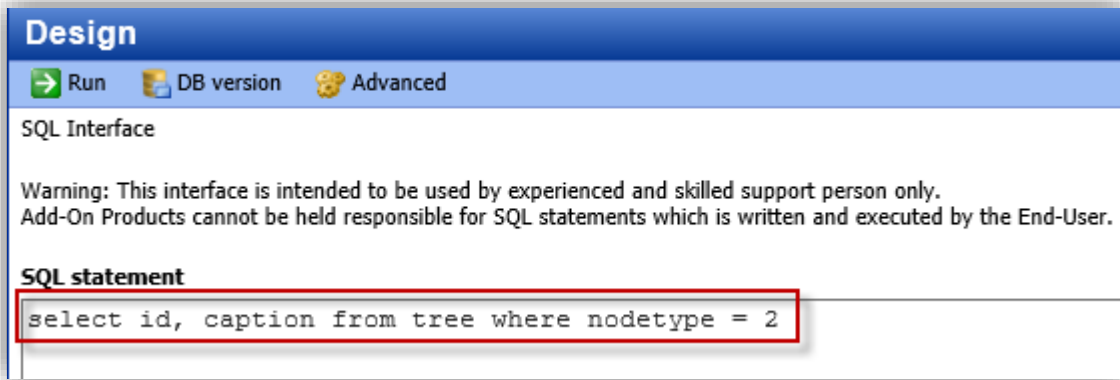 Design
Run DB version Advanced
SQL Interface
Warning: This interface is intended to be used by experienced and skilled support person only.
Add-On Products cannot be held responsible for SQL statements which is written and executed by the End-User.
SQL statement
select id, caption from tree where nodetype = 2